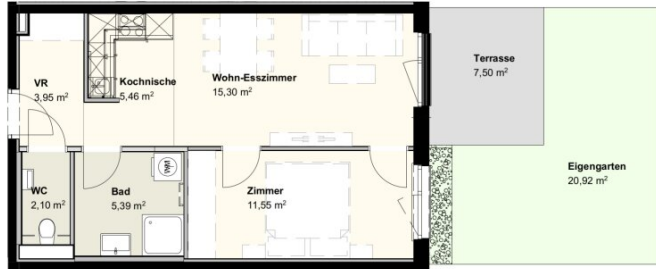 VR
3,95 m²
Kochnische
5,46 m²
Wohn-Esszimmer
15,30 m²
Terrasse
7,50 m²
WC
2,10 m²
Bad
5,39 m²
WM
Zimmer
11,55 m²
Eigengarten
20,92 m²